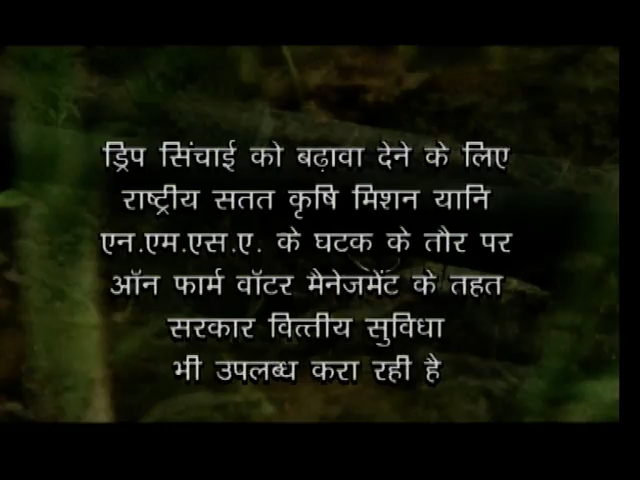 ड्रिप सिंचाई को बढ़ावा देने के लिए
राष्ट्रीय सतत कृषि मिशन यानि
एन.एम.एस.ए. के घटक के तौर पर
ऑन फार्म वॉटर मैनेजमेंट के तहत
सरकार वित्तीय सुविधा
भी उपलब्ध करा रही है